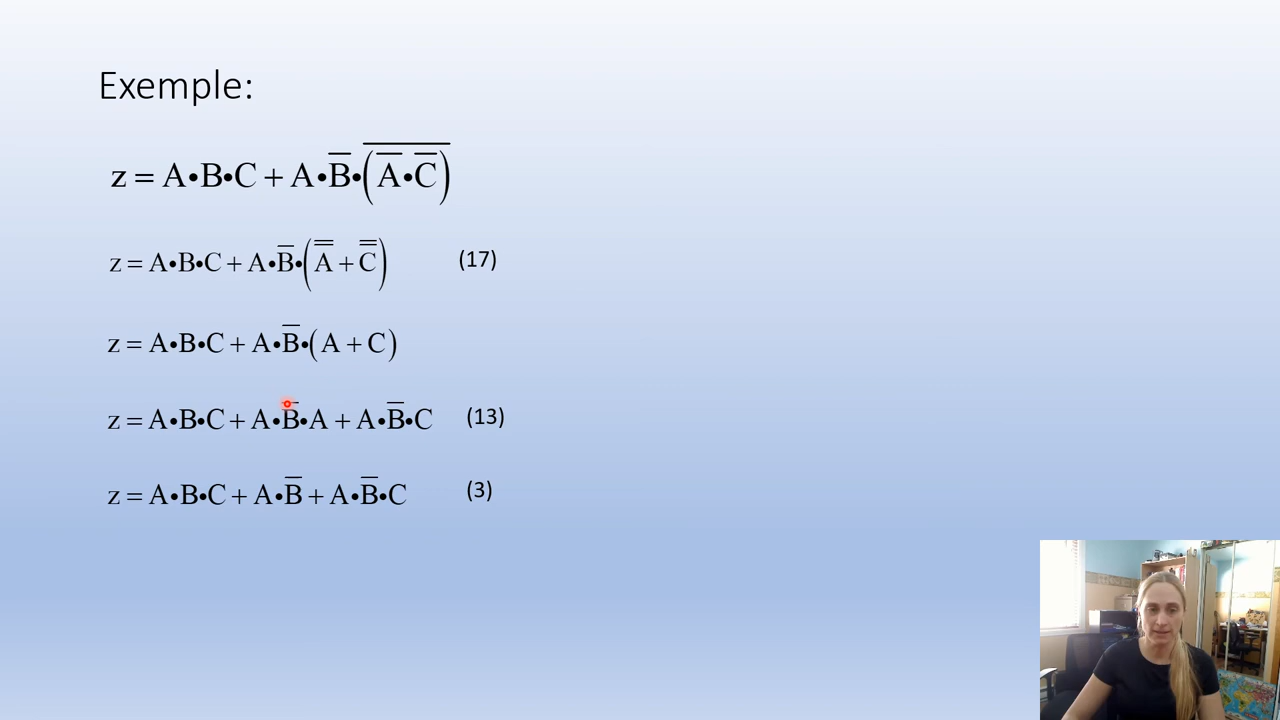 Exemple:
z = A•B•C + A•B̅•(A̅•C̅)̅
z = A•B•C + A•B̅•(A̿ + C̿) (17)
z = A•B•C + A•B̅•(A + C)
z = A•B•C + A•B̅•A + A•B̅•C (13)
z = A•B•C + A•B̅ + A•B̅•C (3)